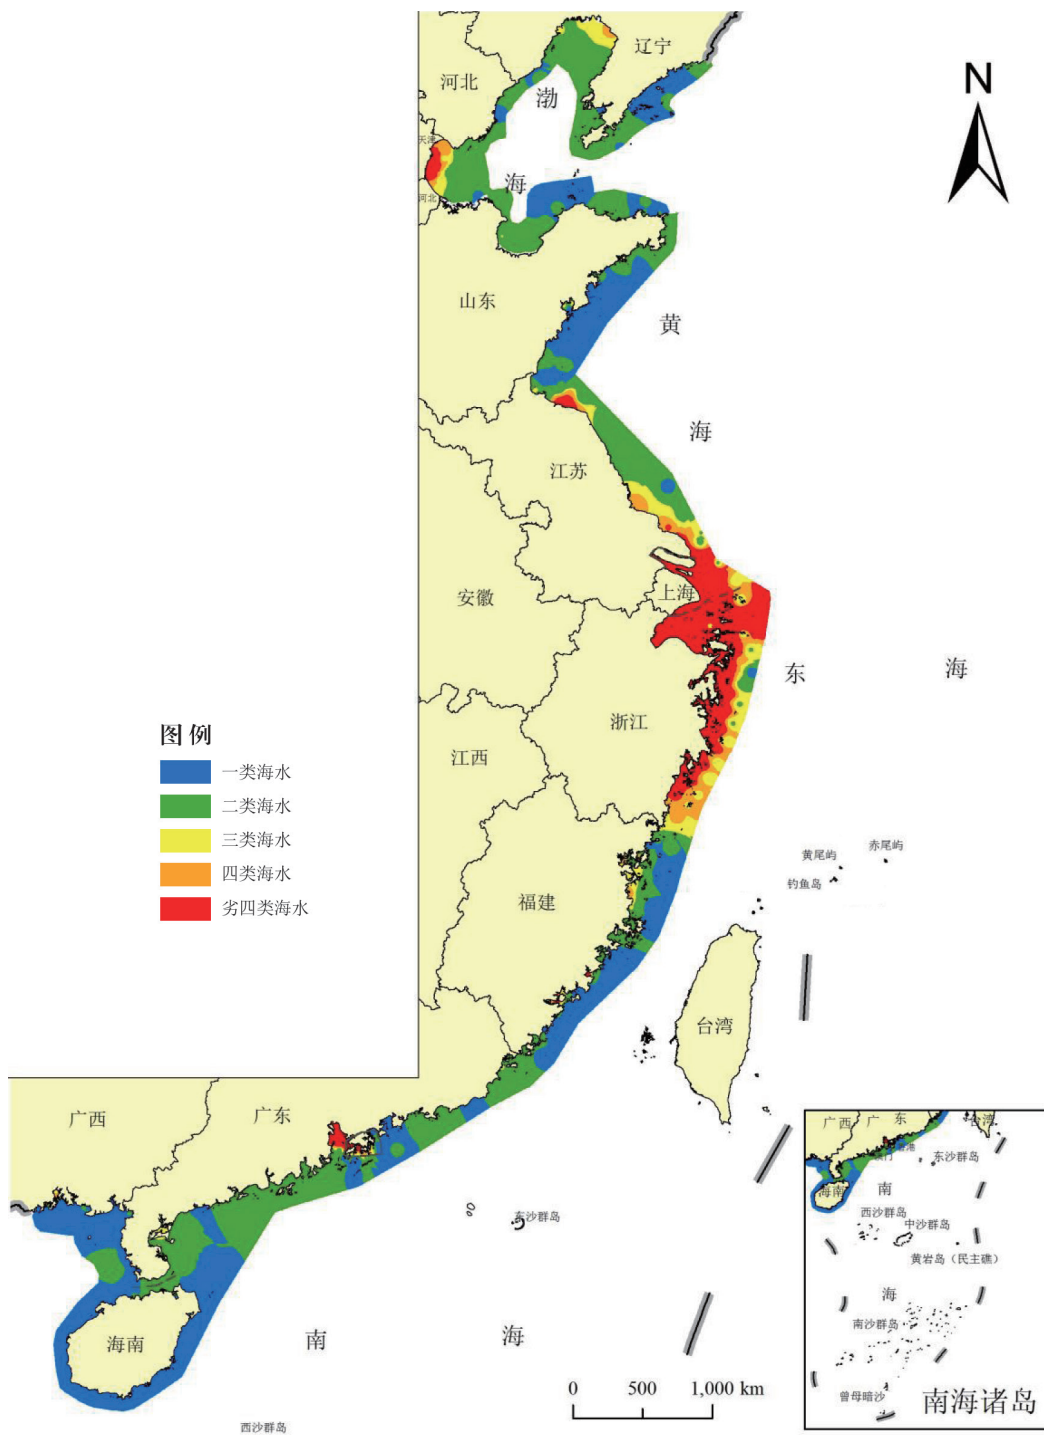 辽宁
河北
N
渤
天津
海
河北
山东
黄
海
江苏
安徽
上海
东
海
浙江
图例
一类海水
二类海水
三类海水
四类海水
劣四类海水
江西
黄尾屿
赤尾屿
钓鱼岛
福建
台湾
广西
广东
东沙群岛
海南
南
海
西沙群岛
0 500 1,000 km
广西
广
东
台湾
香港
澳门
东沙群岛
海南
南
西沙群岛
中沙群岛
黄岩岛（民主礁）
海
南沙群岛
曾母暗沙
南海诸岛